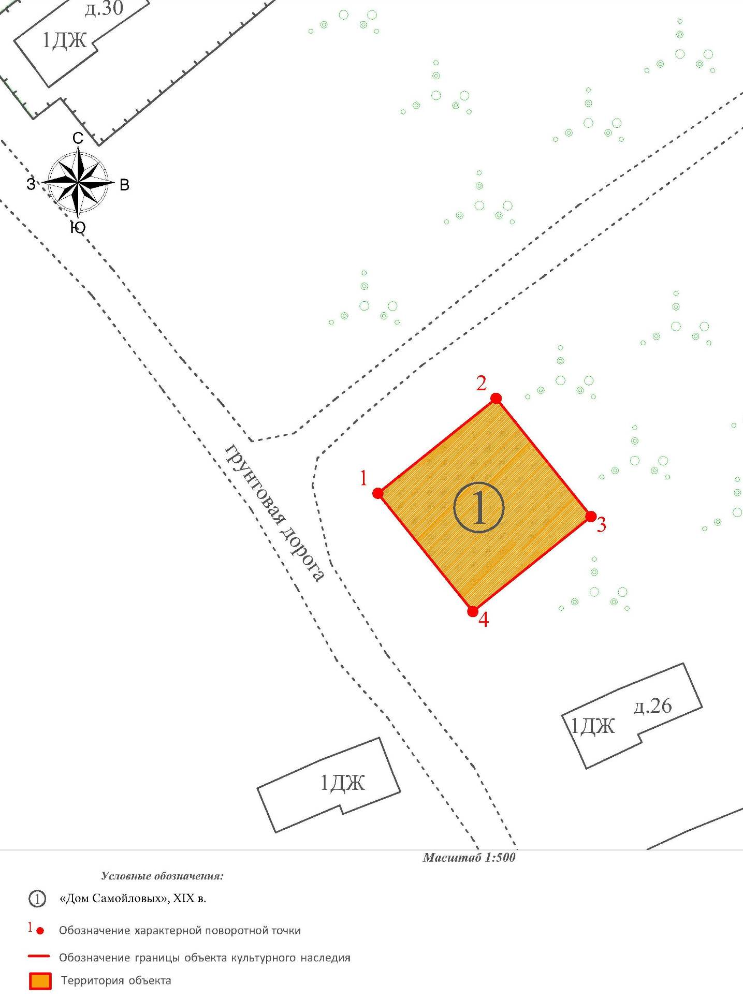 д.30
1ДЖ
С
З
В
Ю
2
1
1
3
4
грунтовая дорога
д.26
1ДЖ
1ДЖ
Масштаб 1:500
Условные обозначения:
1 «Дом Самойловых», XIX в.
1 Обозначение характерной поворотной точки
Обозначение границы объекта культурного наследия
Территория объекта